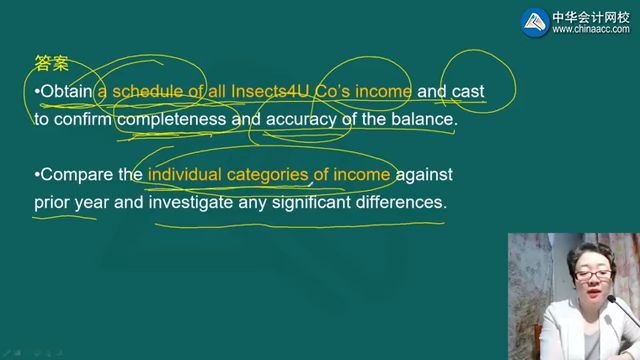 中华会计网校
www.chinaacc.com
答案
•Obtain a schedule of all Insects4U Co's income and cast
to confirm completeness and accuracy of the balance.
•Compare the individual categories of income against
prior year and investigate any significant differences.